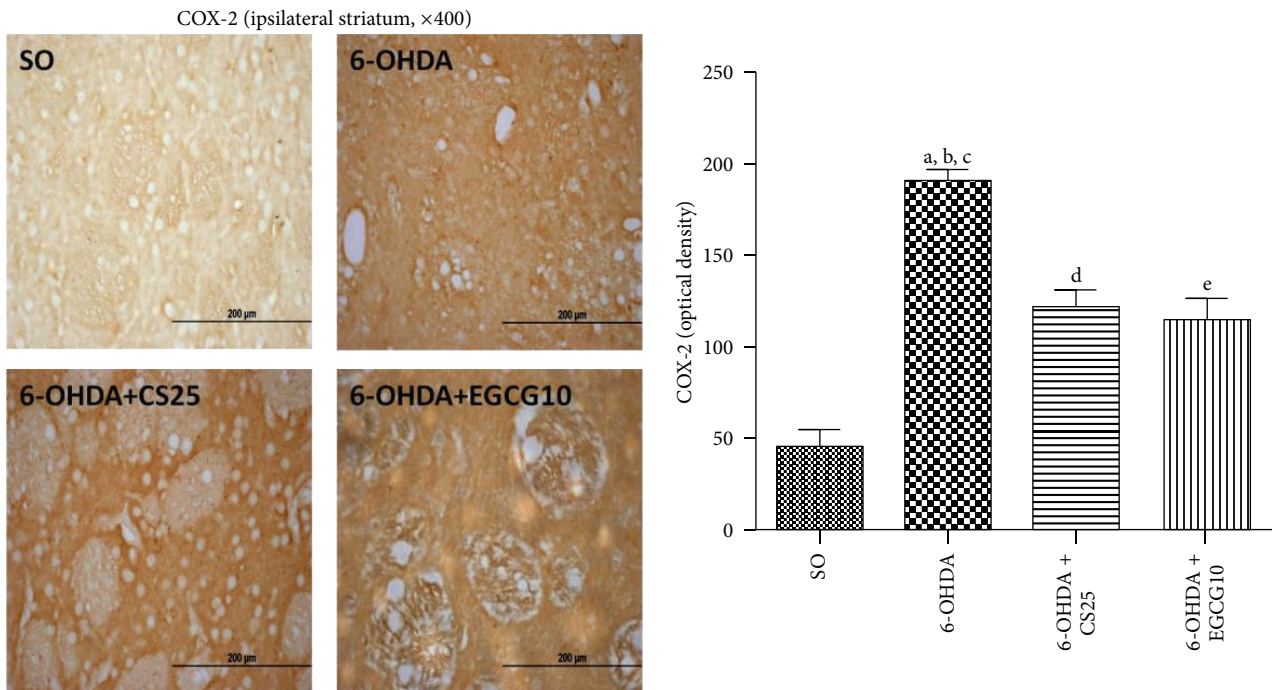 COX-2 (ipsilateral striatum, ×400)
SO
200 µm
6-OHDA
200 µm
6-OHDA+CS25
200 µm
6-OHDA+EGCG10
200 µm
COX-2 (optical density)
250
200
150
100
50
0
a, b, c
d
e
SO
6-OHDA
6-OHDA +
CS25
6-OHDA +
EGCG10